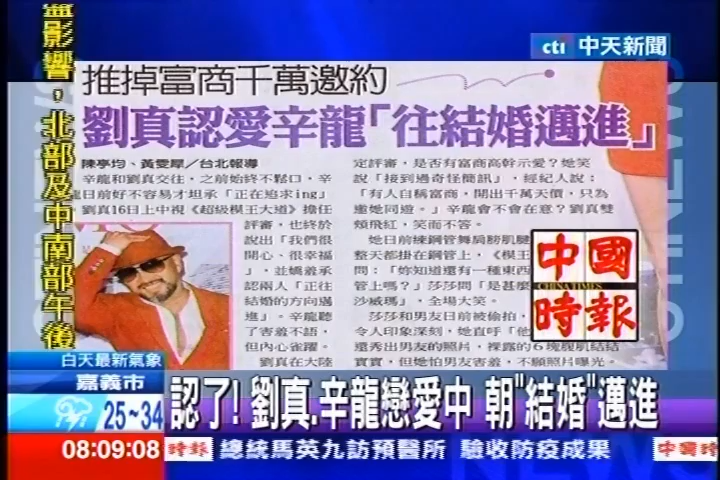 蓝影響，北部及中南部午後
cti 中天新聞
推掉富商千萬邀約
劉真認愛辛龍「往結婚邁進」
陳亭均、黃雯犀／台北報導
辛龍和劉真交往，之前始終不鬆口，辛
龍日前好不容易才坦承「正在追求ing」
劉真16日上中視《超級模王大道》擔任
評審，也終於
說出「我們很
開心、很幸福
」，並嬌羞承
認兩人「正往
結婚的方向邁
進」。辛龍聽
了害羞不語，
但內心雀躍。
劉真在大陸
定評審，是否有富商高幹示愛？她笑
說「接到過奇怪簡訊」，經紀人說：
「有人自稱富商，開出千萬天價，只為
邀她同遊。」辛龍會不會在意？劉真雙
頰飛紅，笑而不答。
她日前練鋼管舞扃肋肌腱
整天都掛在鋼管上，《模王
問：「妳知道還有一種東西
管上嗎？」莎莎問「是甚麼
沙威瑪」，全場大笑。
莎莎和男友日前被偷拍，
令人印象深刻，她直呼「他
還秀出男友的照片，裸露的6塊腹肌結結
實實，但她怕男友害羞，不願照片曝光。
中國
CHINA TIMES
時報
白天最新氣象
嘉義市
25~34
認了! 劉真.辛龍戀愛中 朝"結婚"邁進
08:09:08
時報 總統馬英九訪預醫所 驗收防疫成果 中國時
NEWS